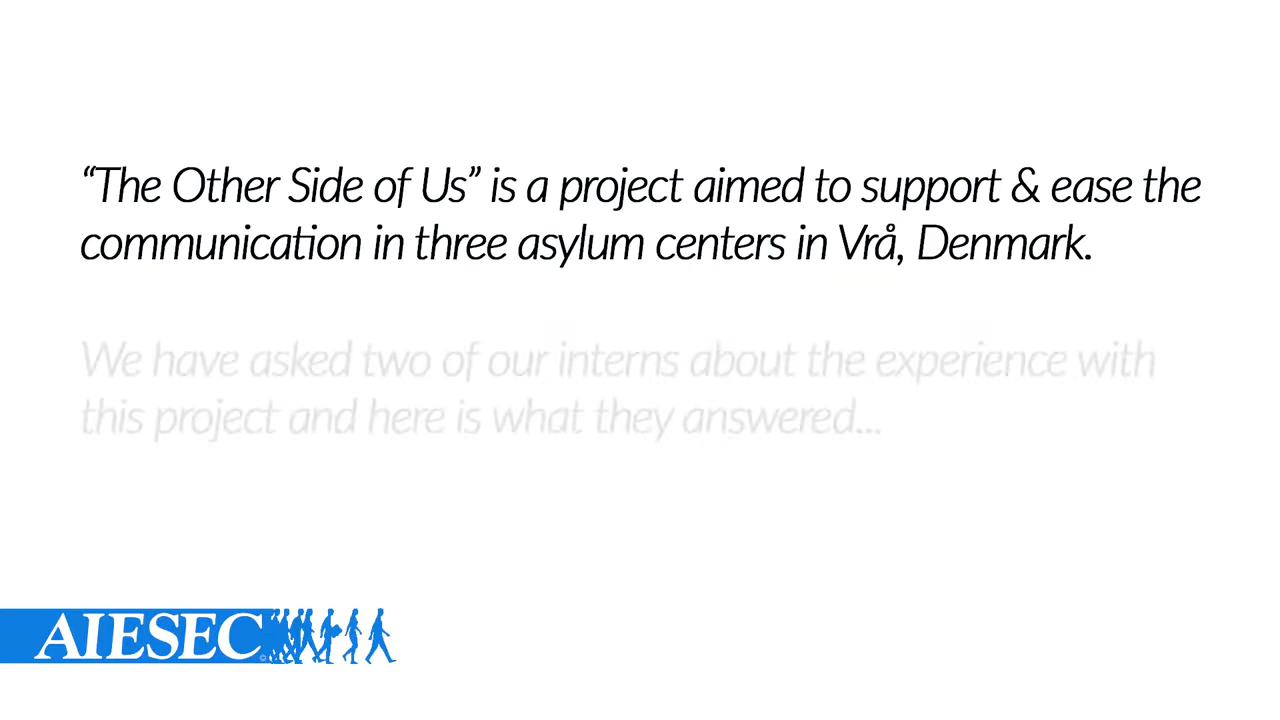 “The Other Side of Us” is a project aimed to support & ease the
communication in three asylum centers in Vrå, Denmark.
We have asked two of our interns about the experience with
this project and here is what they answered...
AIESEC